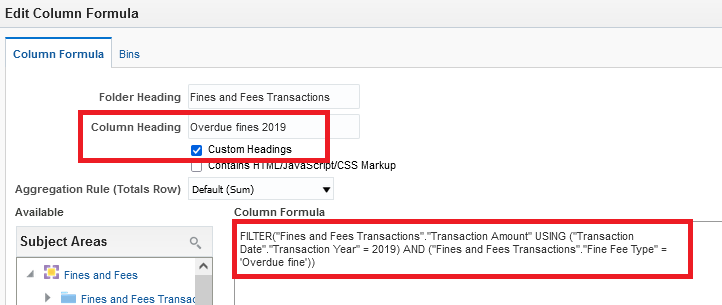 Edit Column Formula
Column Formula Bins
Folder Heading Fines and Fees Transactions
Column Heading Overdue fines 2019
Custom Headings
Contains HTML/JavaScript/CSS Markup
Aggregation Rule (Totals Row) Default (Sum)
Available Column Formula
Subject Areas
FILTER("Fines and Fees Transactions"."Transaction Amount" USING ("Transaction
Date"."Transaction Year" = 2019) AND ("Fines and Fees Transactions"."Fine Fee Type" =
'Overdue fine'))
Fines and Fees
Fines and Fees Transac